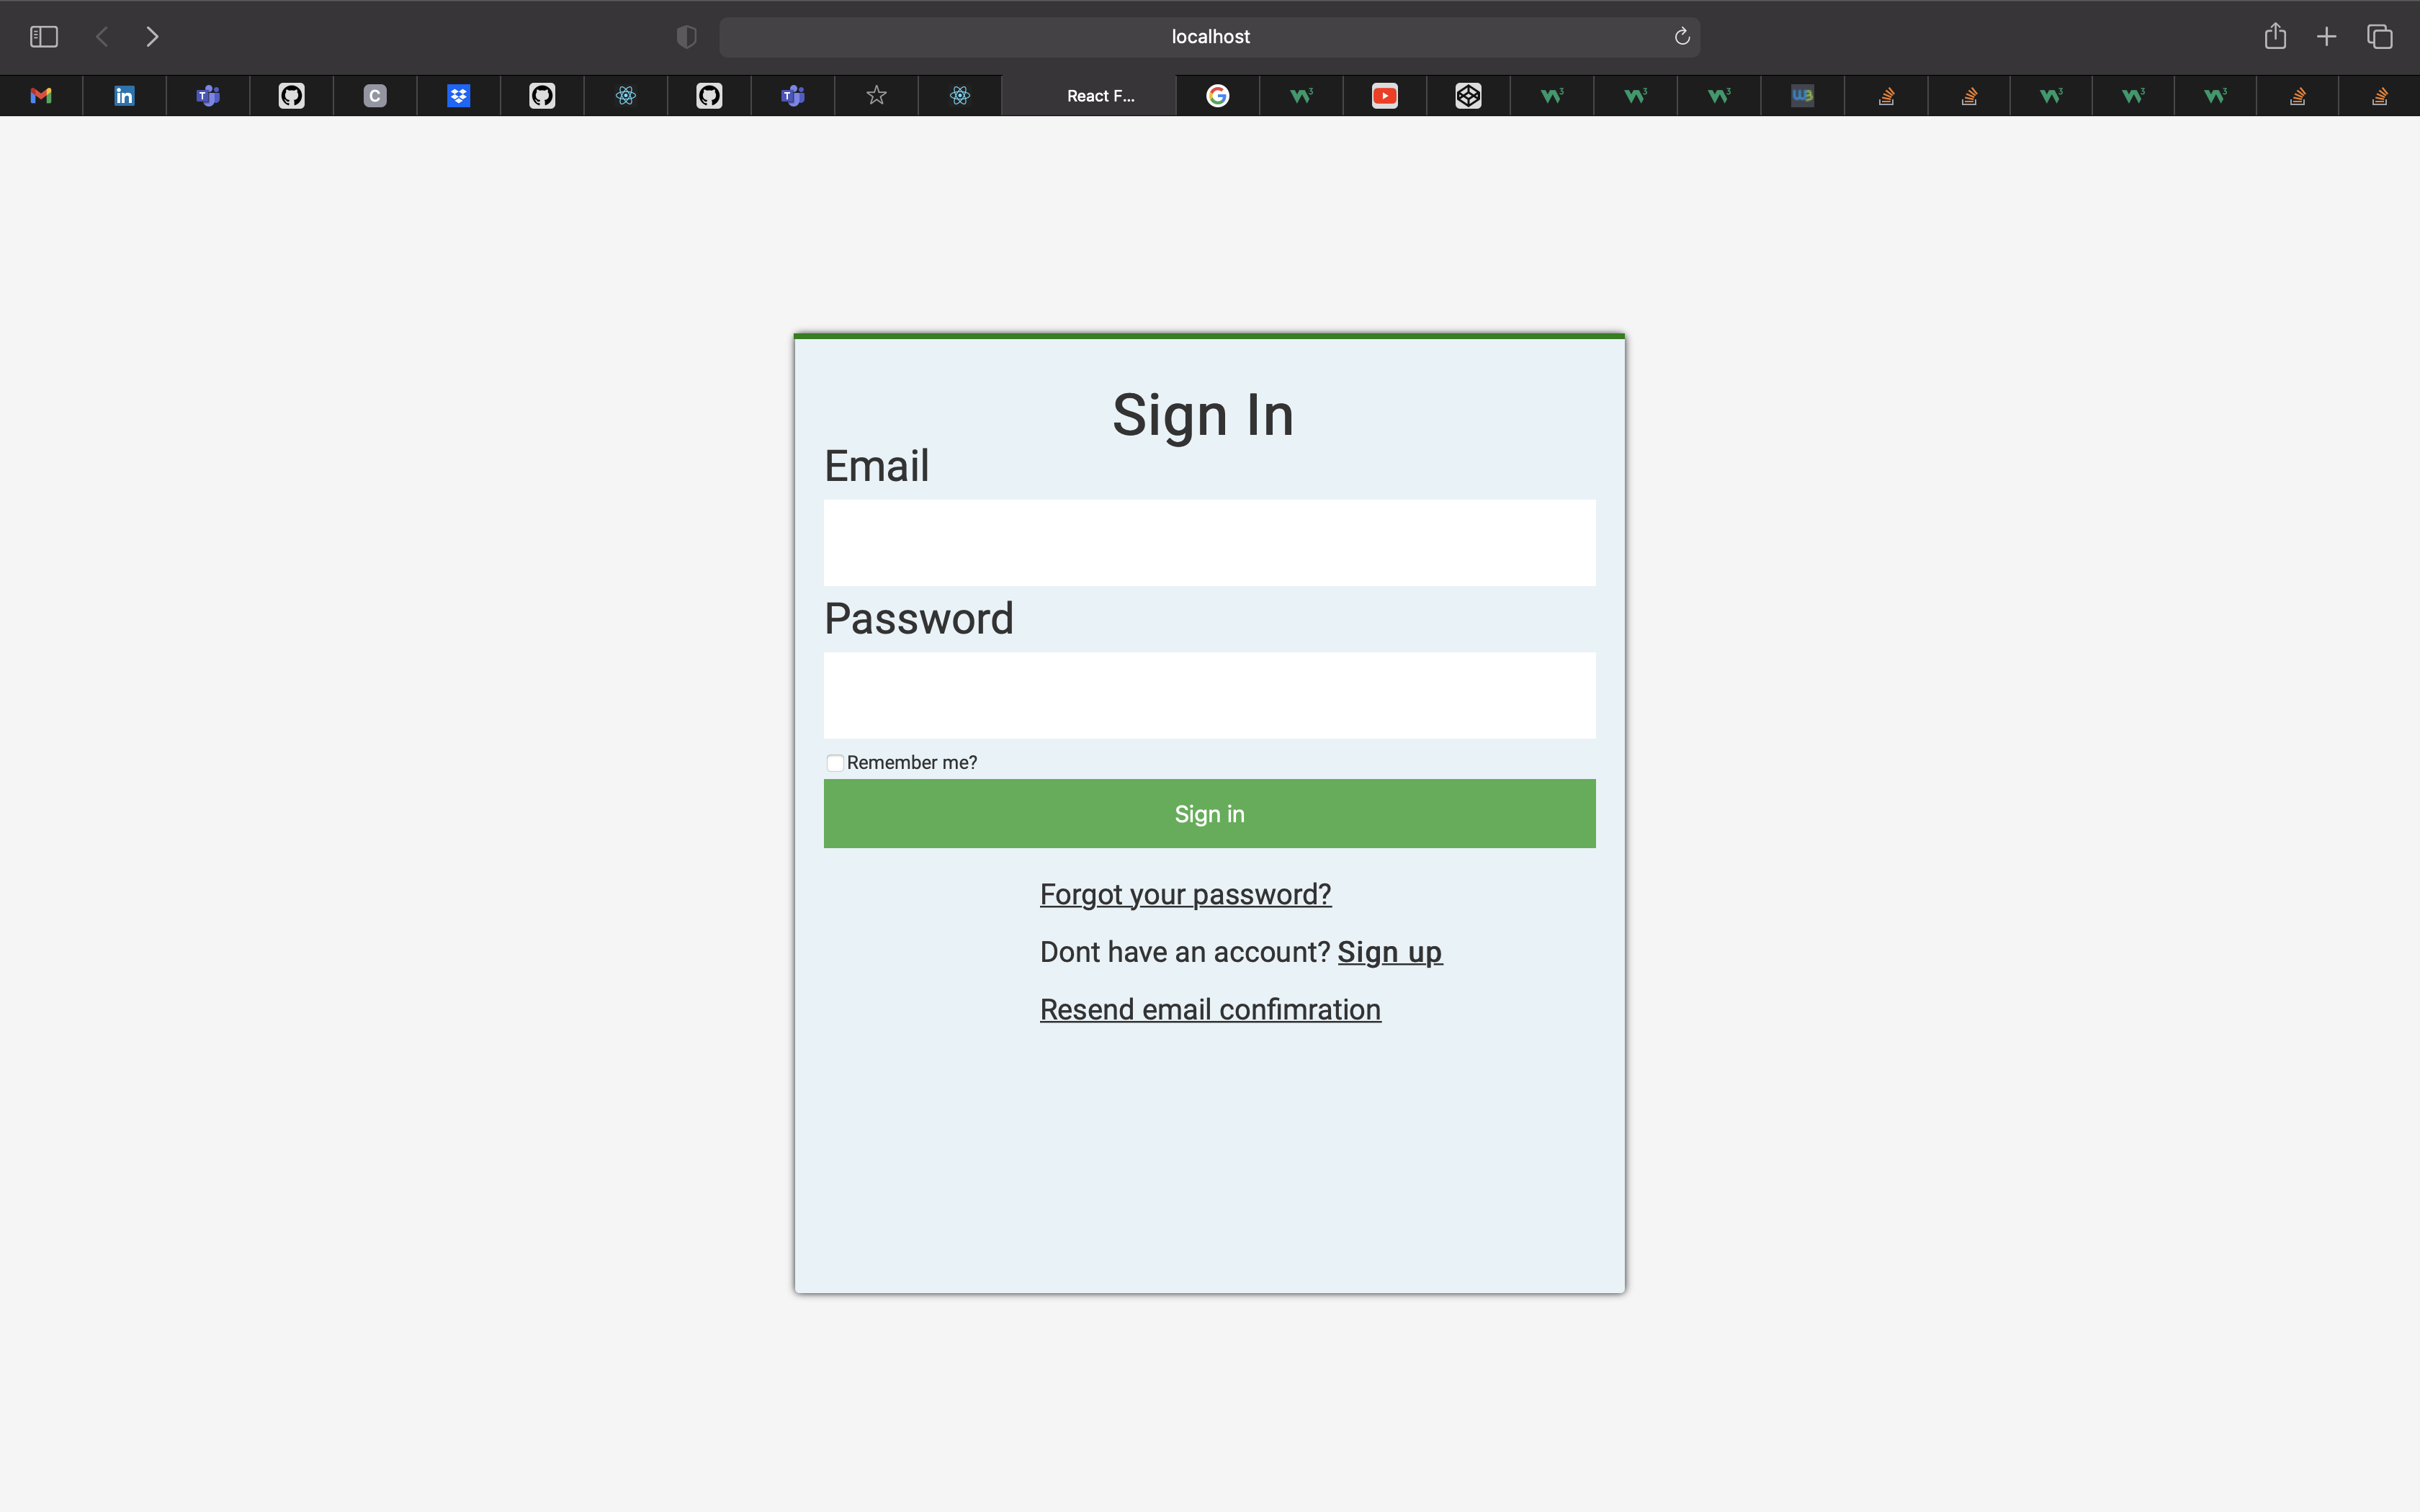 localhost
React F...
Sign In
Email
Password
Remember me?
Sign in
Forgot your password?
Dont have an account? Sign up
Resend email confimration